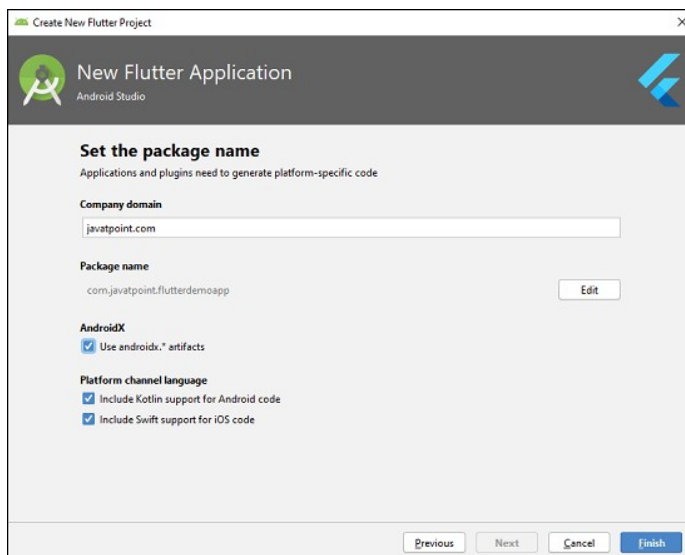 Create New Flutter Project
New Flutter Application
Android Studio
Set the package name
Applications and plugins need to generate platform-specific code
Company domain
javatpoint.com
Package name
com.javatpoint.flutterdemoapp
Edit
AndroidX
Use androidx.* artifacts
Platform channel language
Include Kotlin support for Android code
Include Swift support for iOS code
Previous Next Cancel Finish